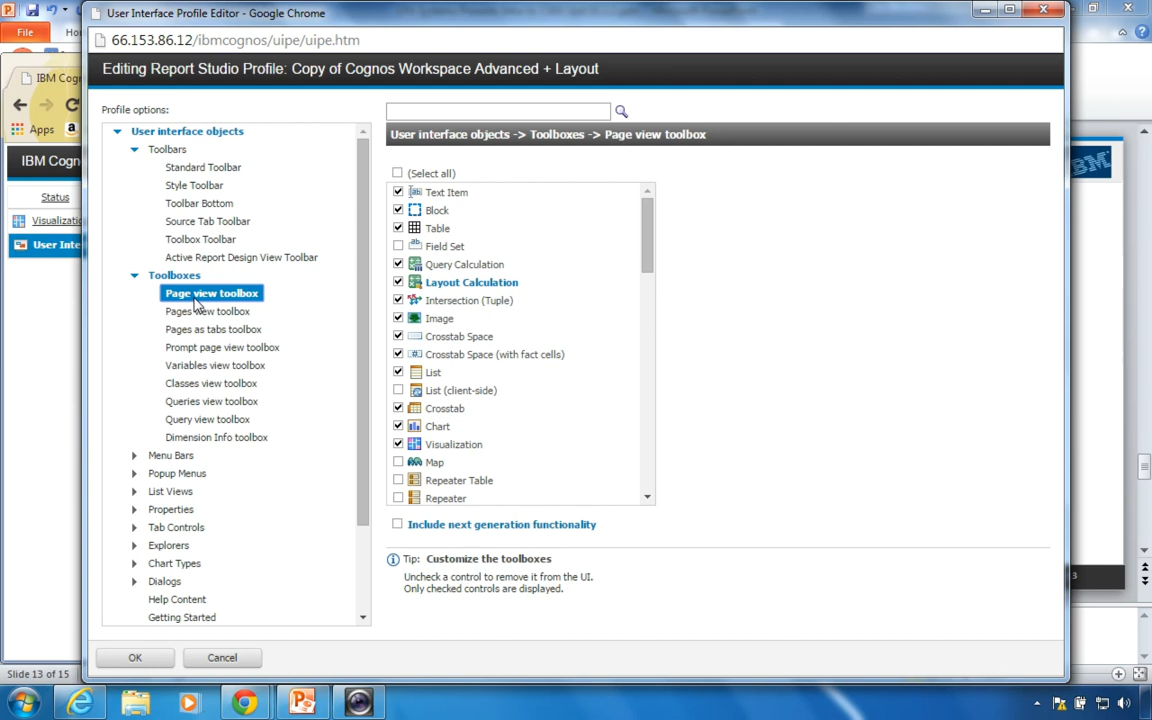 User Interface Profile Editor - Google Chrome
File
Ho
66.153.86.12/ibmcognos/uipe/uipe.htm
IBM Cog
Editing Report Studio Profile: Copy of Cognos Workspace Advanced + Layout
Apps
Profile options:
User interface objects
User interface objects -> Toolboxes -> Page view toolbox
Toolbars
IBM Cogn
IBM
Standard Toolbar
(Select all)
Style Toolbar
Text Item
Status
Toolbar Bottom
Block
Visualizatio
Source Tab Toolbar
Table
User Inte
Toolbox Toolbar
Field Set
Active Report Design View Toolbar
Query Calculation
Toolboxes
Layout Calculation
Page view toolbox
Intersection (Tuple)
Pages view toolbox
Image
Pages as tabs toolbox
Crosstab Space
Prompt page view toolbox
Crosstab Space (with fact cells)
Variables view toolbox
List
Classes view toolbox
List (client-side)
Queries view toolbox
Crosstab
Query view toolbox
Chart
Dimension Info toolbox
Visualization
Menu Bars
Map
Popup Menus
Repeater Table
List Views
Repeater
Properties
Tab Controls
Include next generation functionality
Explorers
Chart Types
Tip: Customize the toolboxes
Dialogs
Uncheck a control to remove it from the UI.
Only checked controls are displayed.
3
Help Content
Getting Started
OK
Cancel
Slide 13 of 15